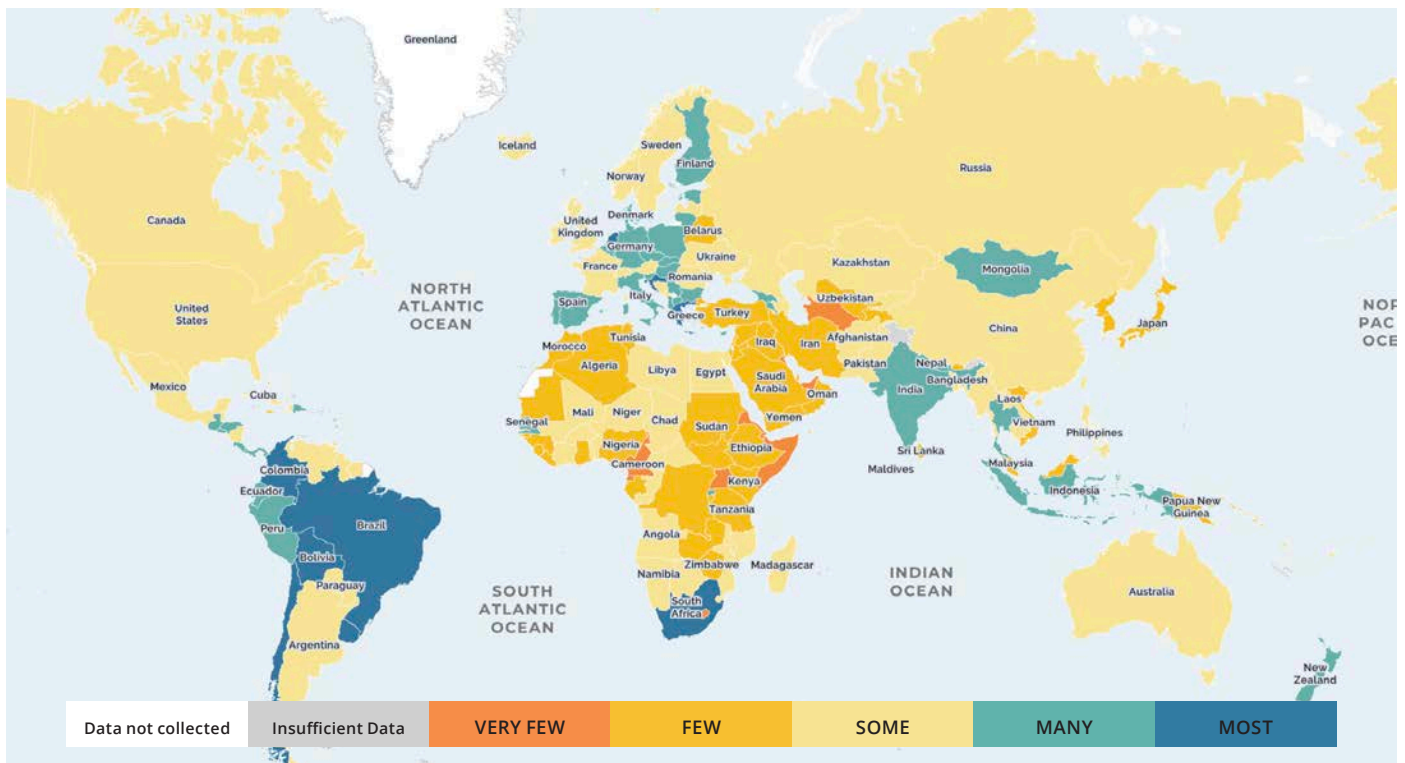 Greenland
Iceland
Sweden
Finland
Norway
Russia
Canada
United
Kingdom
Denmark
Belarus
Germany
Ukraine
France
Kazakhstan
Romania
Mongolia
NORTH
ATLANTIC
OCEAN
Italy
Spain
Uzbekistan
United
States
Greece
Turkey
NOR
PAC
OCE
Japan
China
Tunisia
Morocco
Iraq
Iran
Afghanistan
Algeria
Libya
Egypt
Pakistan
Nepal
Saudi
Arabia
Bangladesh
Mexico
India
Oman
Cuba
Laos
Mali
Niger
Chad
Yemen
Senegal
Sudan
Vietnam
Philippines
Nigeria
Ethiopia
Sri Lanka
Cameroon
Maldives
Malaysia
Colombia
Kenya
Ecuador
Indonesia
Papua New
Guinea
Tanzania
Peru
Brazil
Angola
Bolivia
Zimbabwe
Madagascar
Namibia
INDIAN
OCEAN
Paraguay
SOUTH
ATLANTIC
OCEAN
South
Africa
Australia
Argentina
New
Zealand
Data not collected
Insufficient Data
VERY FEW
FEW
SOME
MANY
MOST